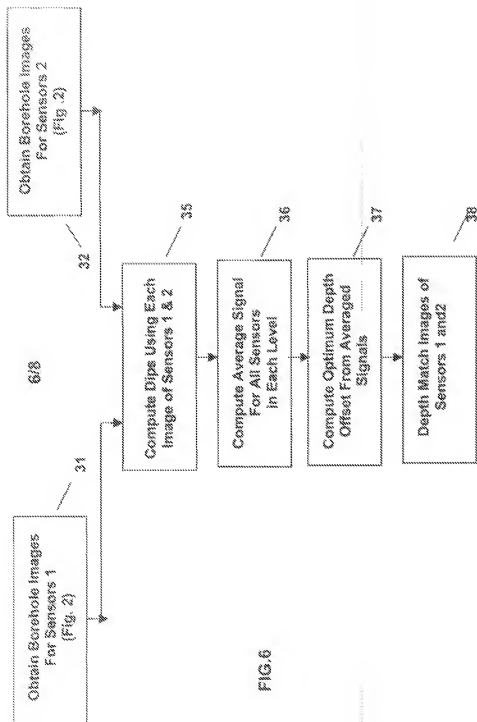 6/8
Obtain Borehole Images
For Sensors 1
(Fig. 2)
31
Obtain Borehole Images
For Sensors 2
(Fig .2)
32
Compute Dips Using Each
Image of Sensors 1 & 2
35
Compute Average Signal
For All Sensors
In Each Level
36
Compute Optimum Depth
Offset From Averaged
Signals
37
Depth Match Images of
Sensors 1 and2
38
FIG.6